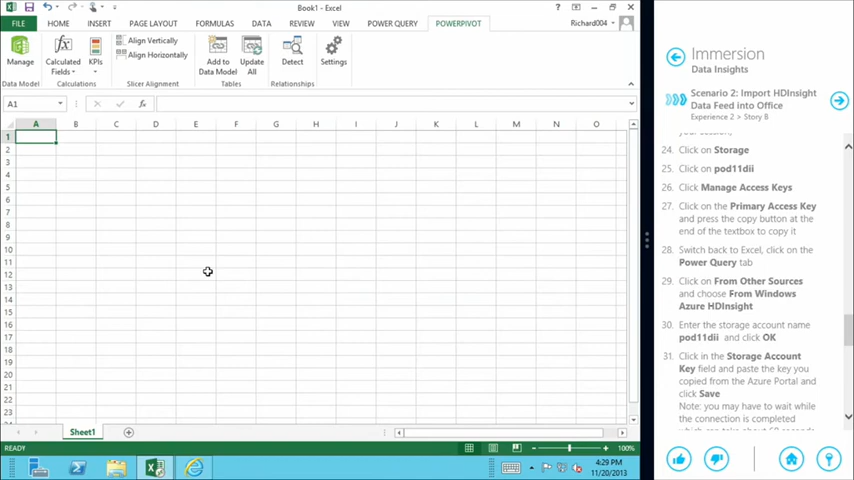 Book1 - Excel
FILE HOME INSERT PAGE LAYOUT FORMULAS DATA REVIEW VIEW POWER QUERY POWERPIVOT Richard004
Manage
Calculated Fields
KPIs
Align Vertically
Align Horizontally
Add to Data Model
Update All
Detect
Settings
Data Model Calculations Slicer Alignment Tables Relationships
A1 fx
A B C D E F G H I J K L M N O
1
2
3
4
5
6
7
8
9
10
11
12
13
14
15
16
17
18
19
20
21
22
23
Sheet1
READY 100%
4:29 PM
11/20/2013
Immersion
Data Insights
Scenario 2: Import HDInsight
Data Feed into Office
Experience 2 > Story B
24. Click on Storage
25. Click on pod11dii
26. Click Manage Access Keys
27. Click on the Primary Access Key
and press the copy button at the
end of the textbox to copy it
28. Switch back to Excel, click on the
Power Query tab
29. Click on From Other Sources
and choose From Windows
Azure HDInsight
30. Enter the storage account name
pod11dii and click OK
31. Click in the Storage Account
Key field and paste the key you
copied from the Azure Portal and
click Save
Note: you may have to wait while
the connection is completed